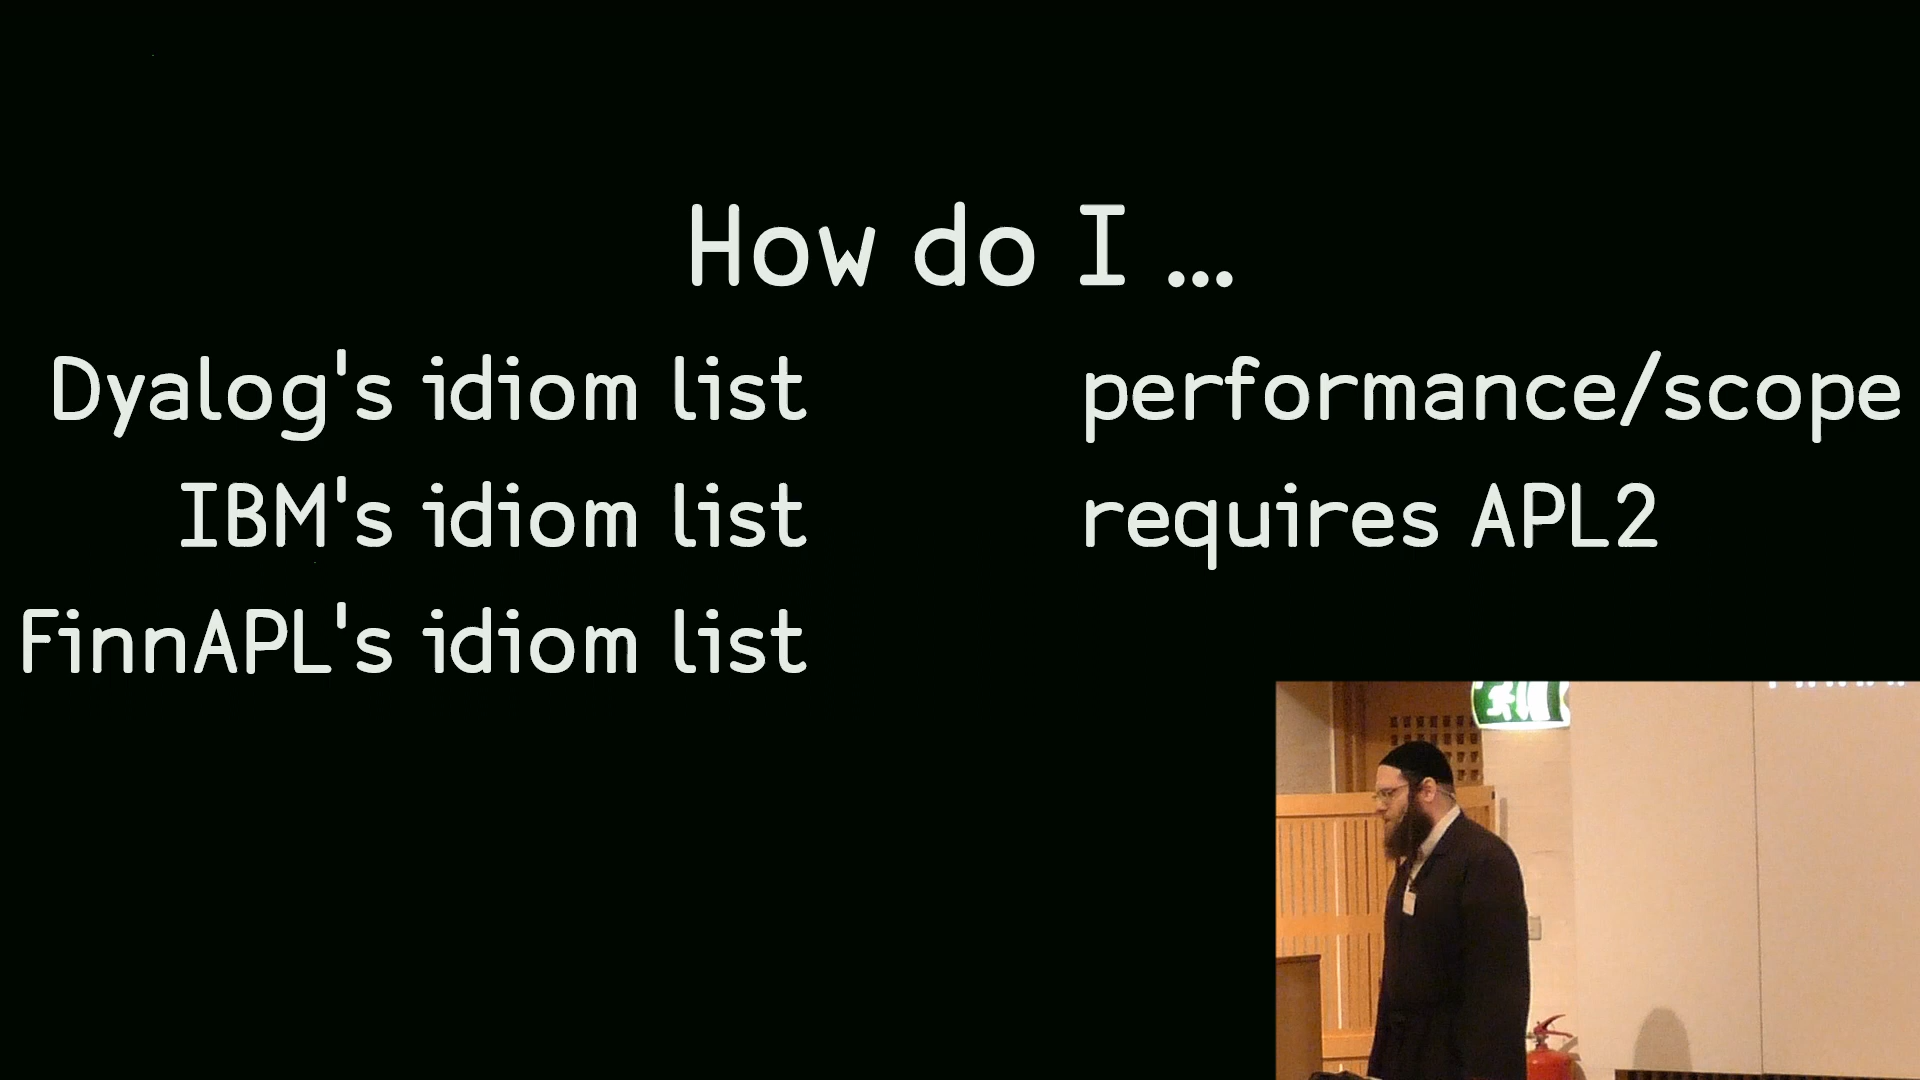 How do I ...
Dyalog's idiom list performance/scope
IBM's idiom list requires APL2
FinnAPL's idiom list